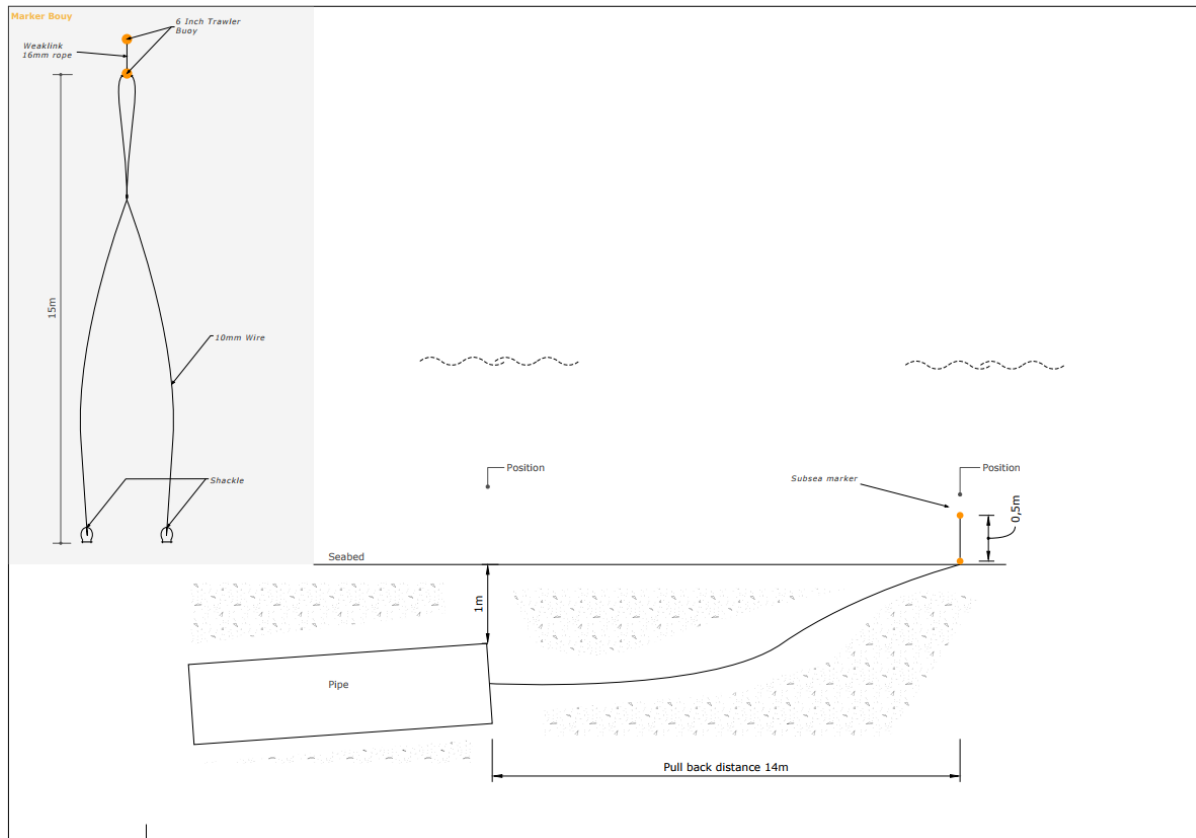 Marker Bouy
6 Inch Trawler
Buoy
Weaklink
16mm rope
15m
10mm Wire
Shackle
Position
Position
Subsea marker
0,5m
Seabed
1m
Pipe
Pull back distance 14m